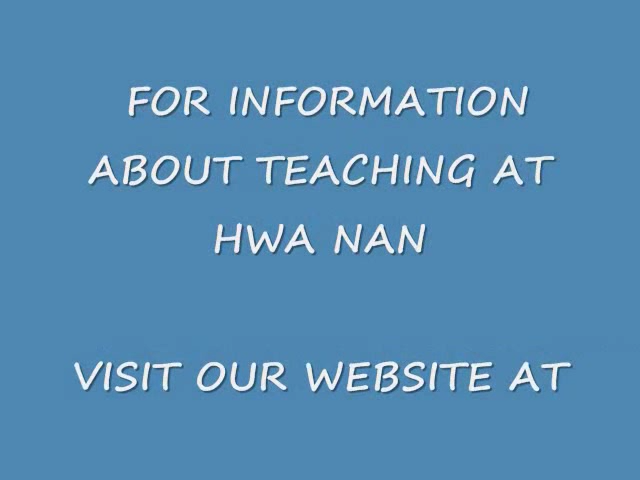 FOR INFORMATION
ABOUT TEACHING AT
HWA NAN
VISIT OUR WEBSITE AT